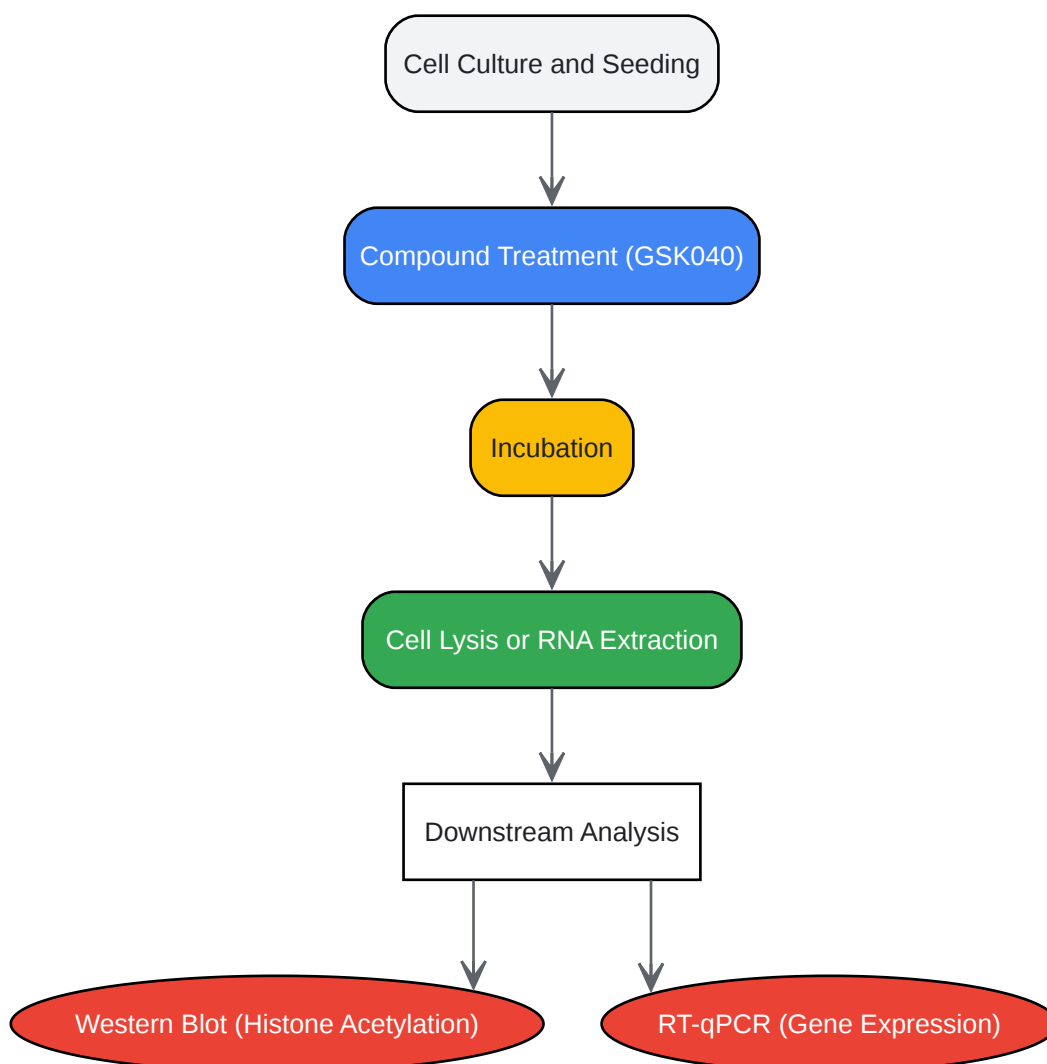 Cell Culture and Seeding
Compound Treatment (GSK040)
Incubation
Cell Lysis or RNA Extraction
Downstream Analysis
Western Blot (Histone Acetylation)
RT-qPCR (Gene Expression)